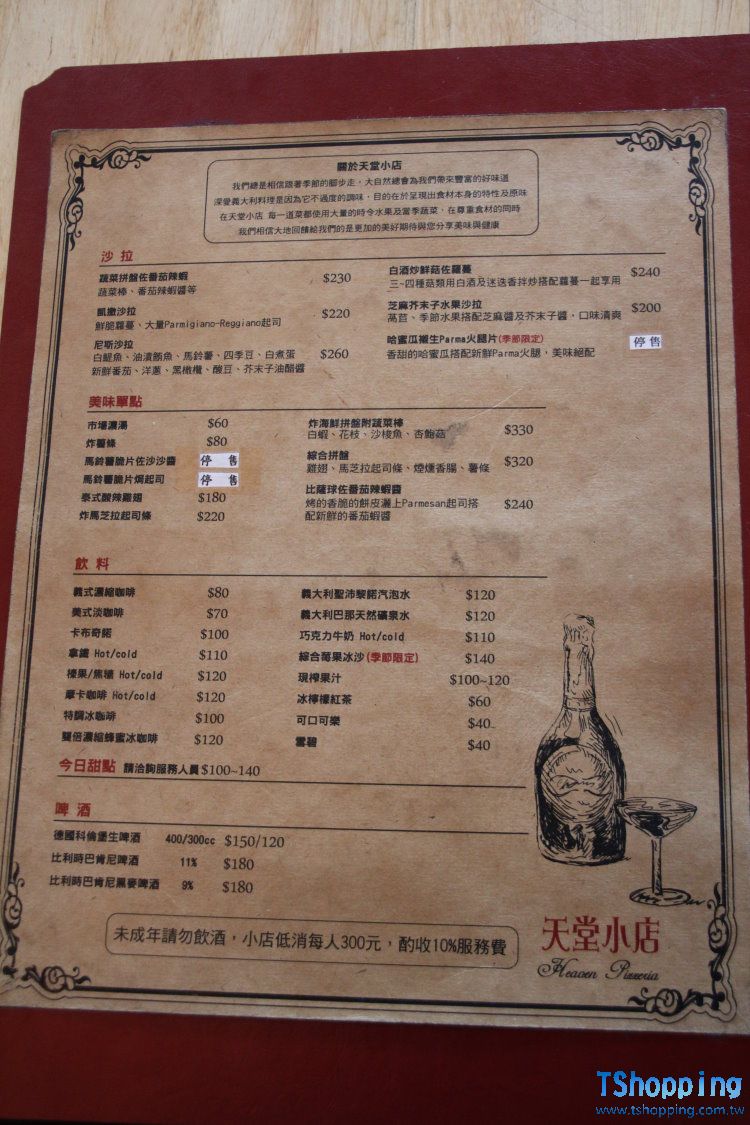 關於天堂小店
我們總是相信跟著季節的腳步走，大自然總會為我們帶來豐富的好味道
深愛義大利料理是因為它不過度的調味，目的在於呈現出食材本身的特性及原味
在天堂小店 每一道菜都使用大量的時令水果及當季蔬菜，在尊重食材的同時
我們相信大地回饋給我們的是更加的美好期待與您分享美味與健康
沙拉
蔬菜拼盤佐番茄辣蝦 $230
蔬菜棒、番茄辣蝦醬等
凱撒沙拉 $220
鮮脆蘿蔓、大量Parmigiano-Reggiano起司
尼斯沙拉
白鯷魚、油漬鮪魚、馬鈴薯、四季豆、白煮蛋 $260
新鮮番茄、洋蔥、黑橄欖、酸豆、芥末子油醋醬
白酒炒鮮菇佐蘿蔓 $240
三~四種菇類用白酒及迷迭香拌炒搭配蘿蔓一起享用
芝麻芥末子水果沙拉 $200
萵苣、季節水果搭配芝麻醬及芥末子醬，口味清爽
哈蜜瓜襯生Parma火腿片(季節限定) 停售
香甜的哈蜜瓜搭配新鮮Parma火腿，美味絕配
美味單點
市場濃湯 $60
炸薯條 $80
馬鈴薯脆片佐沙沙醬 停 售
馬鈴薯脆片焗起司 停 售
泰式酸辣雞翅 $180
炸馬芝拉起司條 $220
炸海鮮拼盤附蔬菜棒 $330
白蝦、花枝、沙梭魚、杏鮑菇
綜合拼盤 $320
雞翅、馬芝拉起司條、煙燻香腸、薯條
比薩球佐番茄辣蝦醬
烤的香脆的餅皮灑上Parmesan起司搭 $240
配新鮮的番茄蝦醬
飲料
義式濃縮咖啡 $80
美式淡咖啡 $70
卡布奇諾 $100
拿鐵 Hot/cold $110
榛果/焦糖 Hot/cold $120
摩卡咖啡 Hot/cold $120
特調冰咖啡 $100
雙倍濃縮蜂蜜冰咖啡 $120
義大利聖沛黎諾汽泡水 $120
義大利巴那天然礦泉水 $120
巧克力牛奶 Hot/cold $110
綜合莓果冰沙(季節限定) $140
現榨果汁 $100~120
冰檸檬紅茶 $60
可口可樂 $40
雪碧 $40
今日甜點 請洽詢服務人員$100~140
啤酒
德國科倫堡生啤酒 400/300cc $150/120
比利時巴肯尼啤酒 11% $180
比利時巴肯尼黑麥啤酒 9% $180
未成年請勿飲酒，小店低消每人300元，酌收10%服務費
天堂小店
Heaven Pizzeria
TShopping
www.tshopping.com.tw